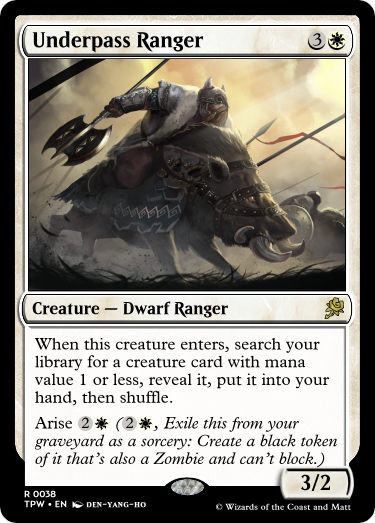 Underpass Ranger 3
Creature — Dwarf Ranger
When this creature enters, search your
library for a creature card with mana
value 1 or less, reveal it, put it into your
hand, then shuffle.
Arise 2 (2, Exile this from your
graveyard as a sorcery: Create a black token
of it that's also a Zombie and can't block.)
3/2
R 0038
TPW • EN DEN-YANG-HO
© Wizards of the Coast and Matt